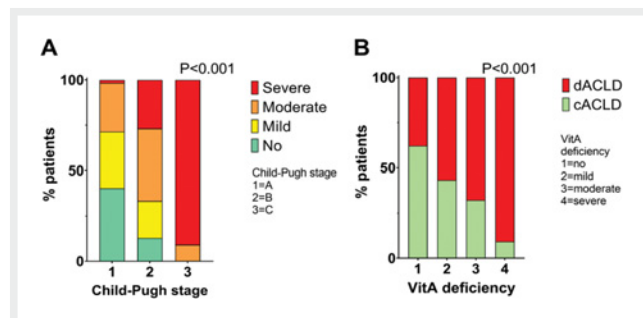 A
P<0.001
100
50
0
% patients
1 2 3
Child-Pugh stage
Severe
Moderate
Mild
No
Child-Pugh stage
1=A
2=B
3=C
B
P<0.001
100
50
0
% patients
1 2 3 4
VitA deficiency
dACLD
cACLD
VitA
deficiency
1=no
2=mild
3=moderate
4=severe